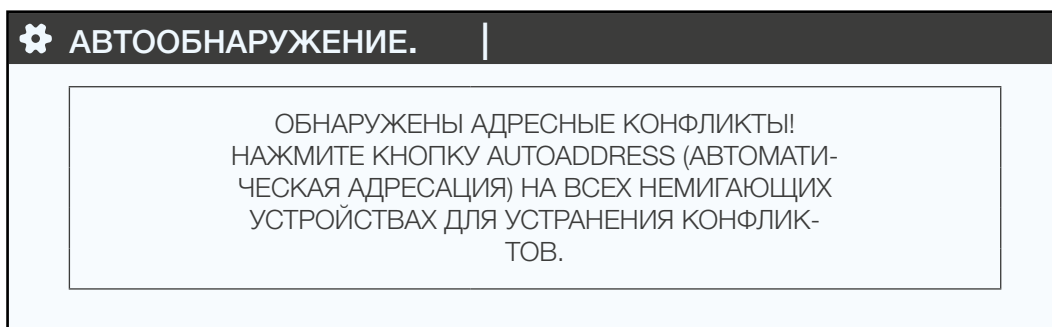 АВТООБНАРУЖЕНИЕ.
ОБНАРУЖЕНЫ АДРЕСНЫЕ КОНФЛИКТЫ!
НАЖМИТЕ КНОПКУ AUTOADDRESS (АВТОМАТИ-
ЧЕСКАЯ АДРЕСАЦИЯ) НА ВСЕХ НЕМИГАЮЩИХ
УСТРОЙСТВАХ ДЛЯ УСТРАНЕНИЯ КОНФЛИК-
ТОВ.